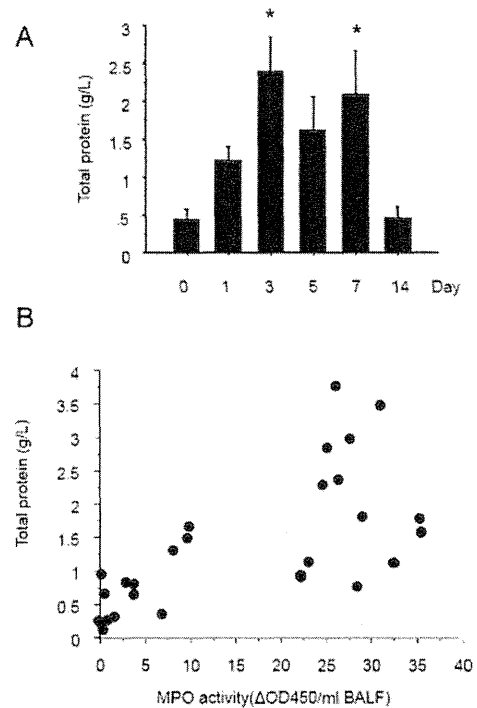 A
* *
3
2.5
2
1.5
1
.5
0
Total protein (g/L)
0 1 3 5 7 14 Day
B
4
3.5
3
2.5
2
1.5
1
0.5
0
Total protein (g/L)
0 5 10 15 20 25 30 35 40
MPO activity(ΔOD450/ml BALF)